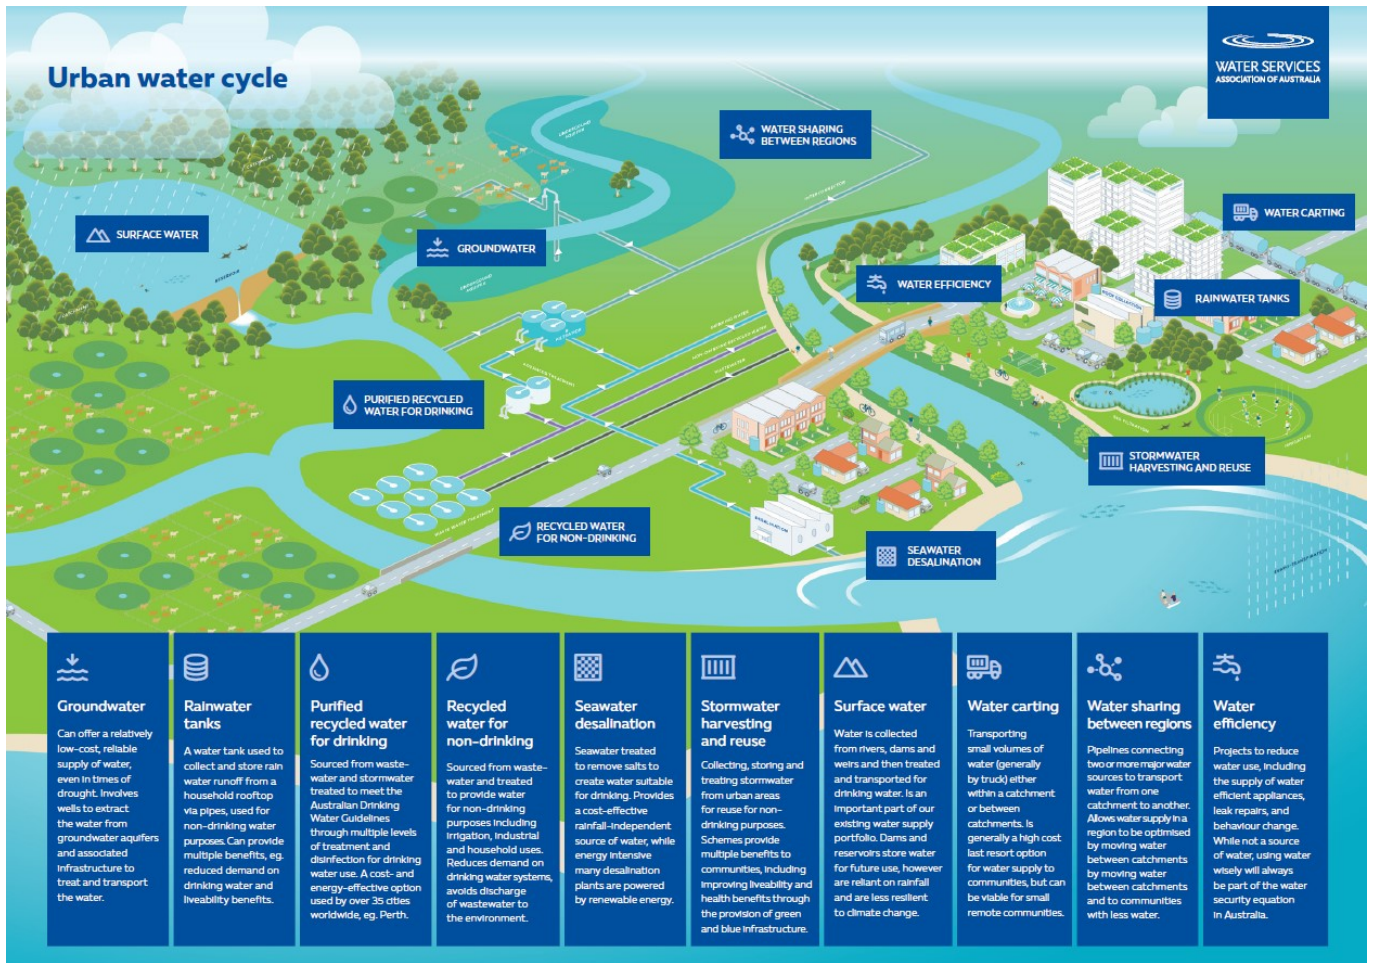 Urban water cycle
WATER SERVICES
ASSOCIATION OF AUSTRALIA
WATER SHARING
BETWEEN REGIONS
WATER CARTING
SURFACE WATER
GROUNDWATER
WATER EFFICIENCY
RAINWATER TANKS
RESERVOIR
PURIFIED RECYCLED
WATER FOR DRINKING
STORMWATER
HARVESTING AND REUSE
RECYCLED WATER
FOR NON-DRINKING
DESALINATION
SEAWATER
DESALINATION
Groundwater
Can offer a relatively
low-cost, reliable
supply of water,
even in times of
drought. Involves
wells to extract
the water from
groundwater aquifers
and associated
infrastructure to
treat and transport
the water.
Rainwater
tanks
A water tank used to
collect and store rain
water runoff from a
household rooftop
via pipes, used for
non-drinking water
purposes. Can provide
multiple benefits, eg.
reduced demand on
drinking water and
liveability benefits.
Purified
recycled water
for drinking
Sourced from waste-
water and stormwater
treated to meet the
Australian Drinking
Water Guidelines
through multiple levels
of treatment and
disinfection for drinking
water use. A cost- and
energy-effective option
used by over 35 cities
worldwide, eg. Perth.
Recycled
water for
non-drinking
Sourced from waste-
water and treated
to provide water
for non-drinking
purposes including
irrigation, industrial
and household uses.
Reduces demand on
drinking water systems,
avoids discharge
of wastewater to
the environment.
Seawater
desalination
Seawater treated
to remove salts to
create water suitable
for drinking. Provides
a cost-effective
rainfall-independent
source of water, while
energy intensive
many desalination
plants are powered
by renewable energy.
Stormwater
harvesting
and reuse
Collecting, storing and
treating stormwater
from urban areas
for reuse for non-
drinking purposes.
Schemes provide
multiple benefits to
communities, including
improving liveability and
health benefits through
the provision of green
and blue infrastructure.
Surface water
Water is collected
from rivers, dams and
weirs and then treated
and transported for
drinking water. Is an
important part of our
existing water supply
portfolio. Dams and
reservoirs store water
for future use, however
are reliant on rainfall
and are less resilient
to climate change.
Water carting
Transporting
small volumes of
water (generally
by truck) either
within a catchment
or between
catchments. Is
generally a high cost
last resort option
for water supply to
communities, but can
be viable for small
remote communities.
Water sharing
between regions
Pipelines connecting
two or more major water
sources to transport
water from one
catchment to another.
Allows water supply in a
region to be optimised
by moving water
between catchments
by moving water
between catchments
and to communities
with less water.
Water
efficiency
Projects to reduce
water use, including
the supply of water
efficient appliances,
leak repairs, and
behaviour change.
While not a source
of water, using water
wisely will always
be part of the water
security equation
in Australia.